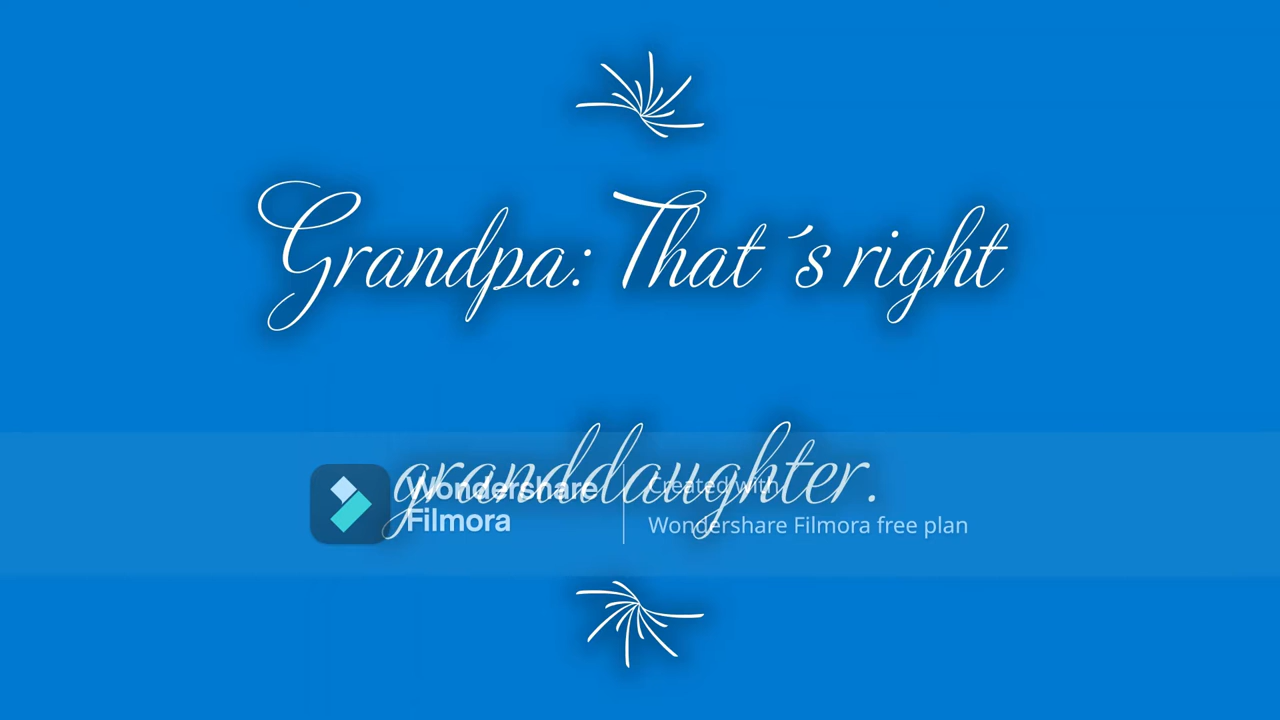 Grandpa: That ´s right
granddaughter.
Wondershare
Filmora
Created with
Wondershare Filmora free plan